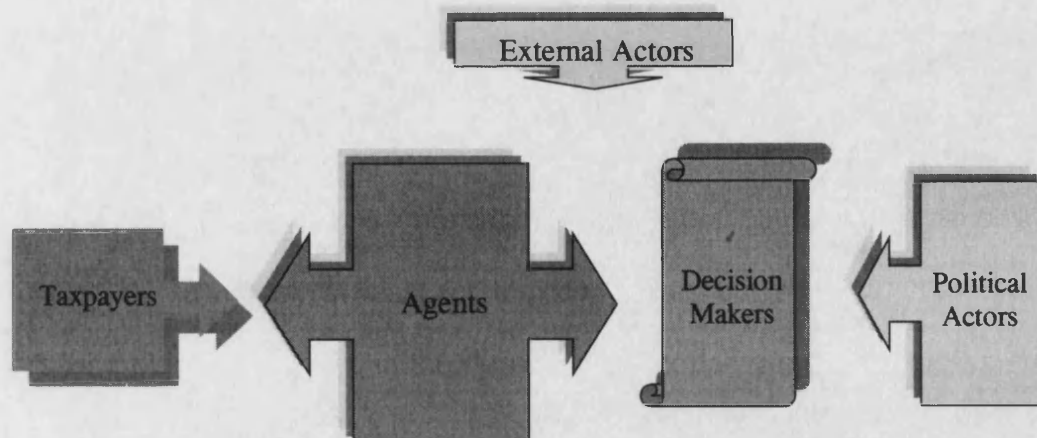 External Actors
Taxpayers
Agents
Decision
Makers
Political
Actors